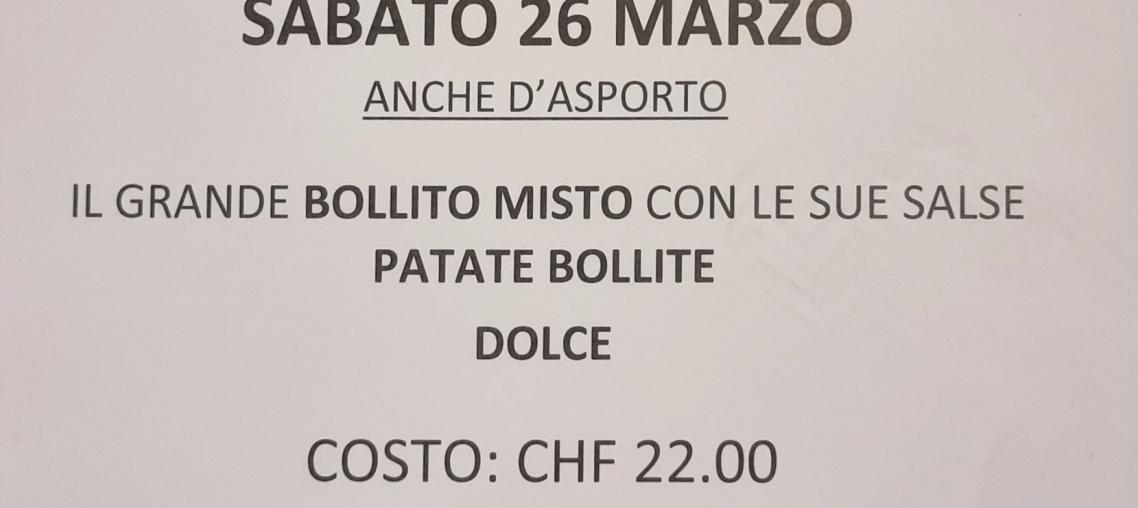 SABATO 26 MARZO
ANCHE D’ASPORTO
IL GRANDE BOLLITO MISTO CON LE SUE SALSE
PATATE BOLLITE
DOLCE
COSTO: CHF 22.00